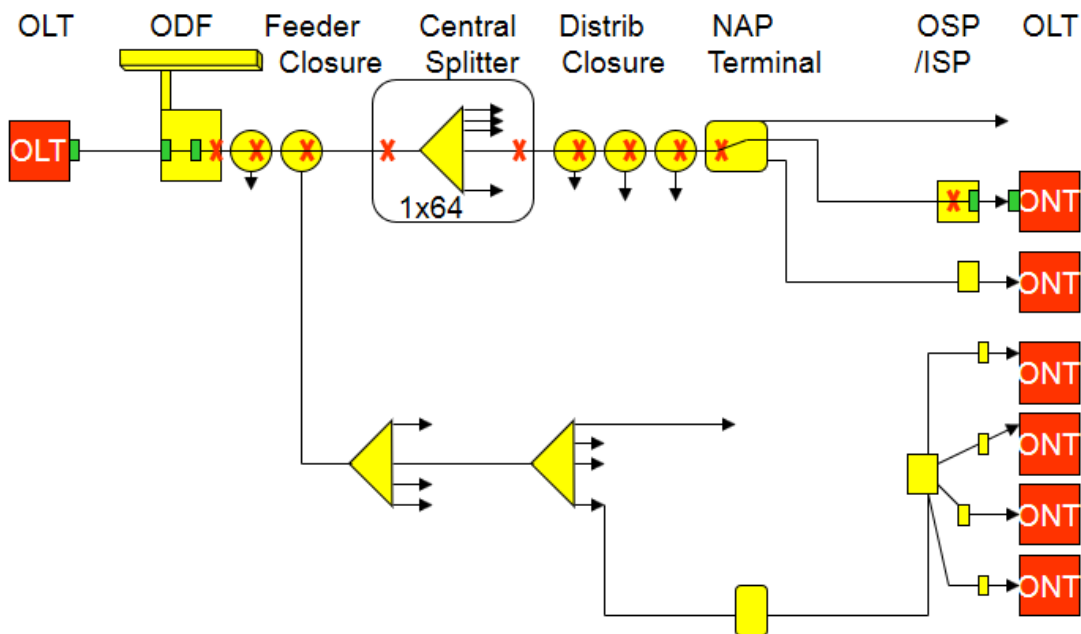 OLT ODF Feeder Central Distrib NAP OSP OLT
Closure Splitter Closure Terminal /ISP
OLT
1x64
ONT
ONT
ONT
ONT
ONT
ONT